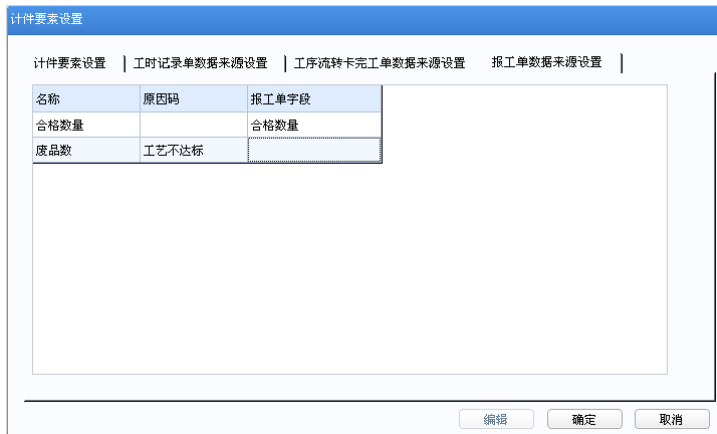 计件要素设置
计件要素设置 工时记录单数据来源设置 工序流转卡完工单数据来源设置 报工单数据来源设置
名称 原因码 报工单字段
合格数量 合格数量
废品数 工艺不达标
编辑 确定 取消